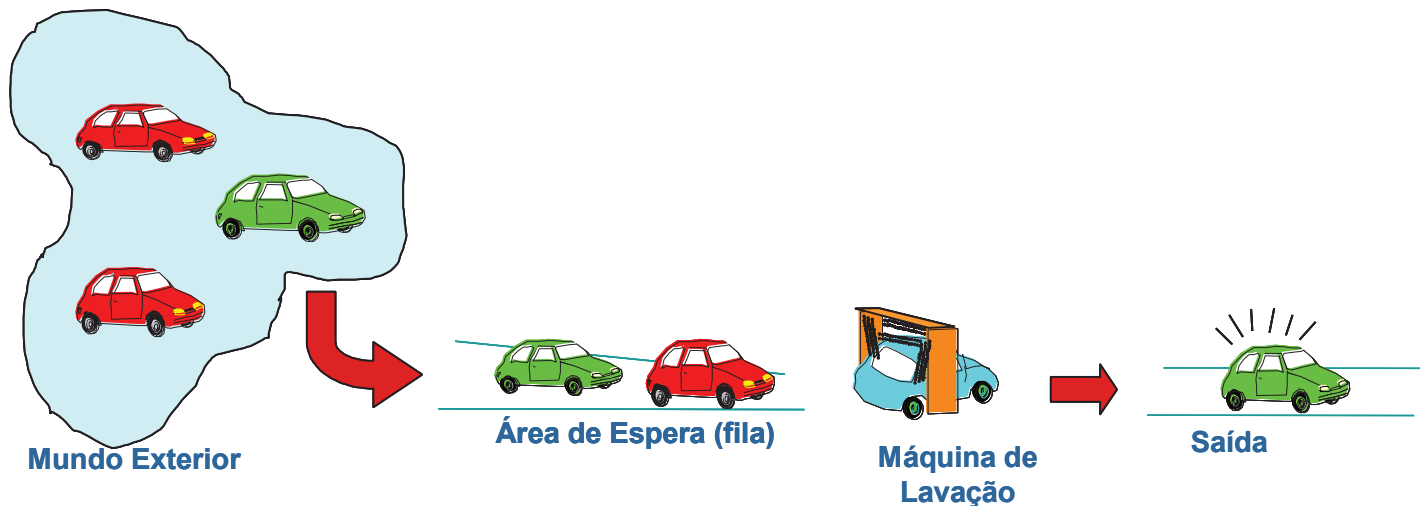 Mundo Exterior
Área de Espera (fila)
Máquina de
Lavação
Saída